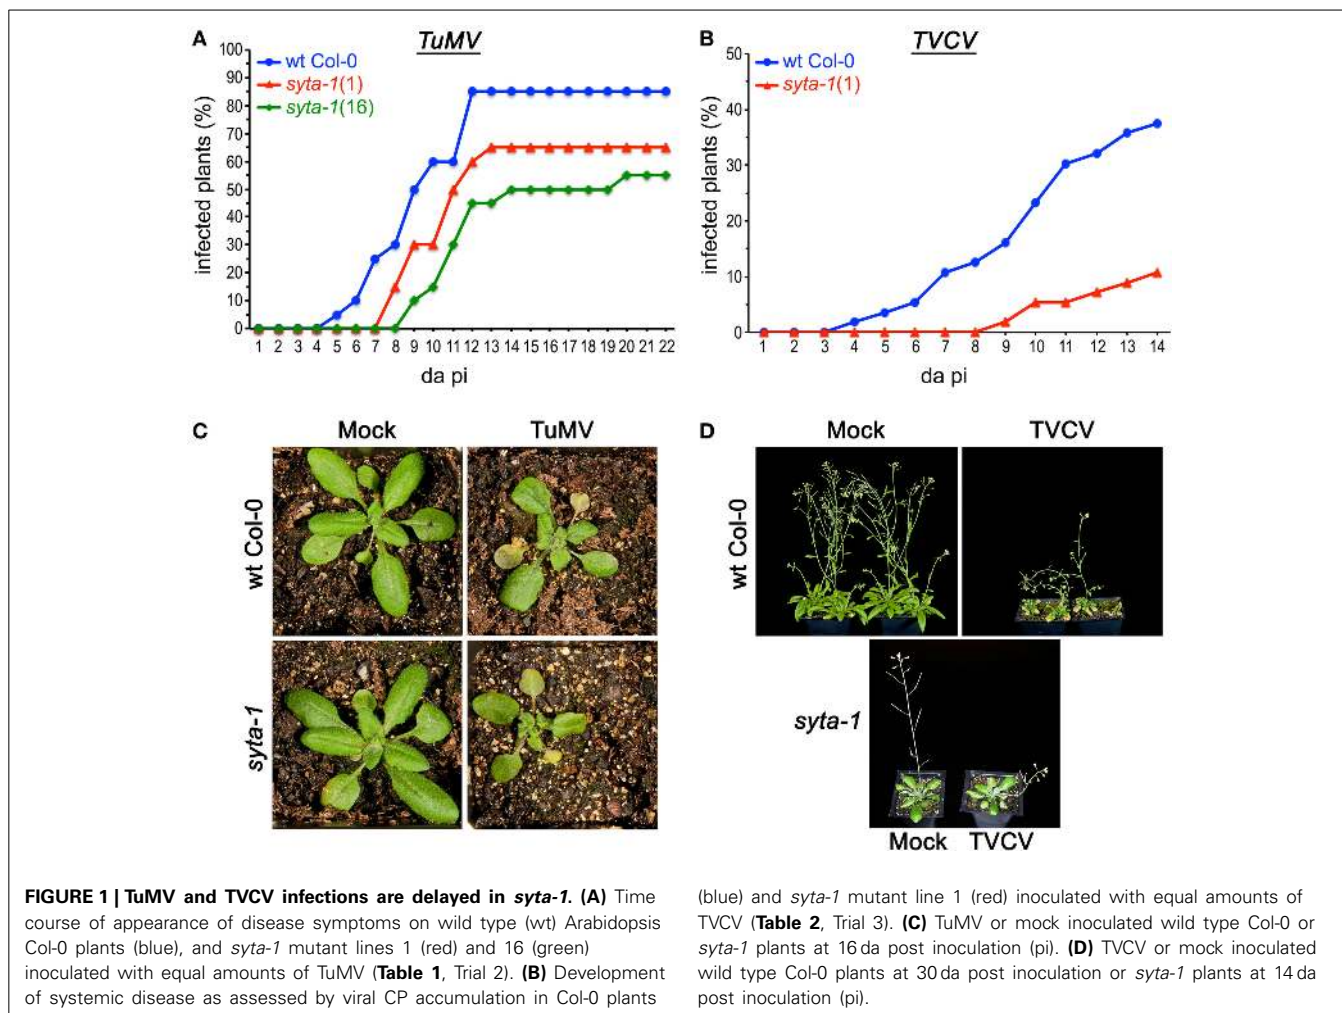 A
TuMV
wt Col-0
syta-1(1)
syta-1(16)
infected plants (%)
100
90
80
70
60
50
40
30
20
10
0
1 2 3 4 5 6 7 8 9 10 11 12 13 14 15 16 17 18 19 20 21 22
da pi
B
TVCV
wt Col-0
syta-1(1)
infected plants (%)
50
40
30
20
10
0
1 2 3 4 5 6 7 8 9 10 11 12 13 14
da pi
C
Mock TuMV
wt Col-0
syta-1
D
Mock TVCV
wt Col-0
syta-1
Mock TVCV
FIGURE 1 | TuMV and TVCV infections are delayed in syta-1. (A) Time
course of appearance of disease symptoms on wild type (wt) Arabidopsis
Col-0 plants (blue), and syta-1 mutant lines 1 (red) and 16 (green)
inoculated with equal amounts of TuMV (Table 1, Trial 2). (B) Development
of systemic disease as assessed by viral CP accumulation in Col-0 plants
(blue) and syta-1 mutant line 1 (red) inoculated with equal amounts of
TVCV (Table 2, Trial 3). (C) TuMV or mock inoculated wild type Col-0 or
syta-1 plants at 16 da post inoculation (pi). (D) TVCV or mock inoculated
wild type Col-0 plants at 30 da post inoculation or syta-1 plants at 14 da
post inoculation (pi).